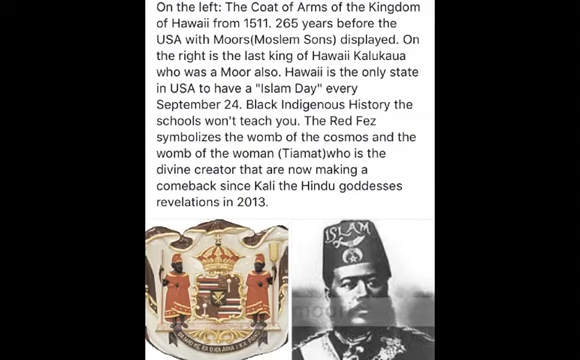 On the left: The Coat of Arms of the Kingdom
of Hawaii from 1511. 265 years before the
USA with Moors(Moslem Sons) displayed. On
the right is the last king of Hawaii Kalukaua
who was a Moor also. Hawaii is the only state
in USA to have a "Islam Day" every
September 24. Black Indigenous History the
schools won't teach you. The Red Fez
symbolizes the womb of the cosmos and the
womb of the woman (Tiamat)who is the
divine creator that are now making a
comeback since Kali the Hindu goddesses
revelations in 2013.
ISLAM